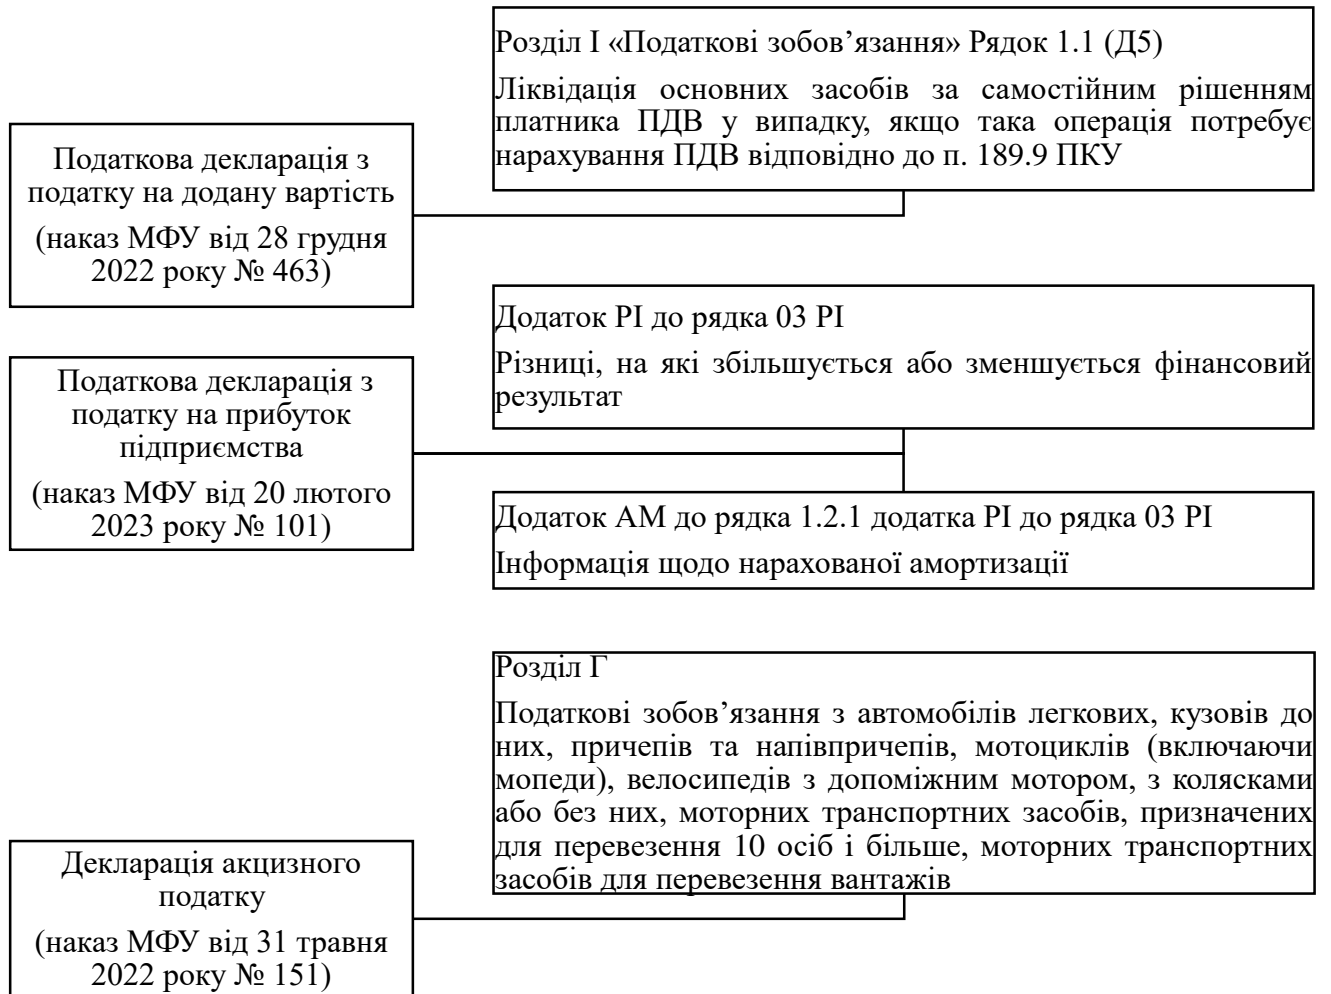 Розділ І «Податкові зобов’язання» Рядок 1.1 (Д5)
Ліквідація основних засобів за самостійним рішенням
платника ПДВ у випадку, якщо така операція потребує
нарахування ПДВ відповідно до п. 189.9 ПКУ
Податкова декларація з
податку на додану вартість
(наказ МФУ від 28 грудня
2022 року № 463)
Додаток РІ до рядка 03 РІ
Різниці, на які збільшується або зменшується фінансовий
результат
Податкова декларація з
податку на прибуток
підприємства
(наказ МФУ від 20 лютого
2023 року № 101)
Додаток АМ до рядка 1.2.1 додатка РІ до рядка 03 РІ
Інформація щодо нарахованої амортизації
Розділ Г
Податкові зобов’язання з автомобілів легкових, кузовів до
них, причепів та напівпричепів, мотоциклів (включаючи
мопеди), велосипедів з допоміжним мотором, з колясками
або без них, моторних транспортних засобів, призначених
для перевезення 10 осіб і більше, моторних транспортних
засобів для перевезення вантажів
Декларація акцизного
податку
(наказ МФУ від 31 травня
2022 року № 151)